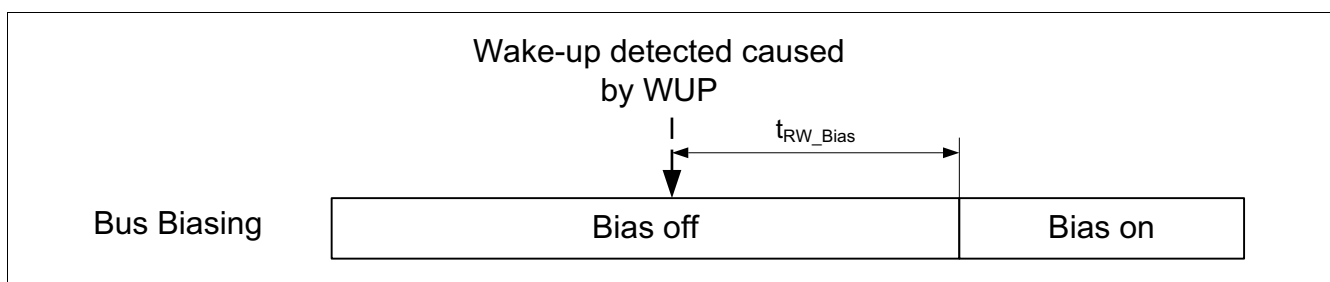 Wake-up detected caused
by WUP
tRW_Bias
Bus Biasing
Bias off
Bias on